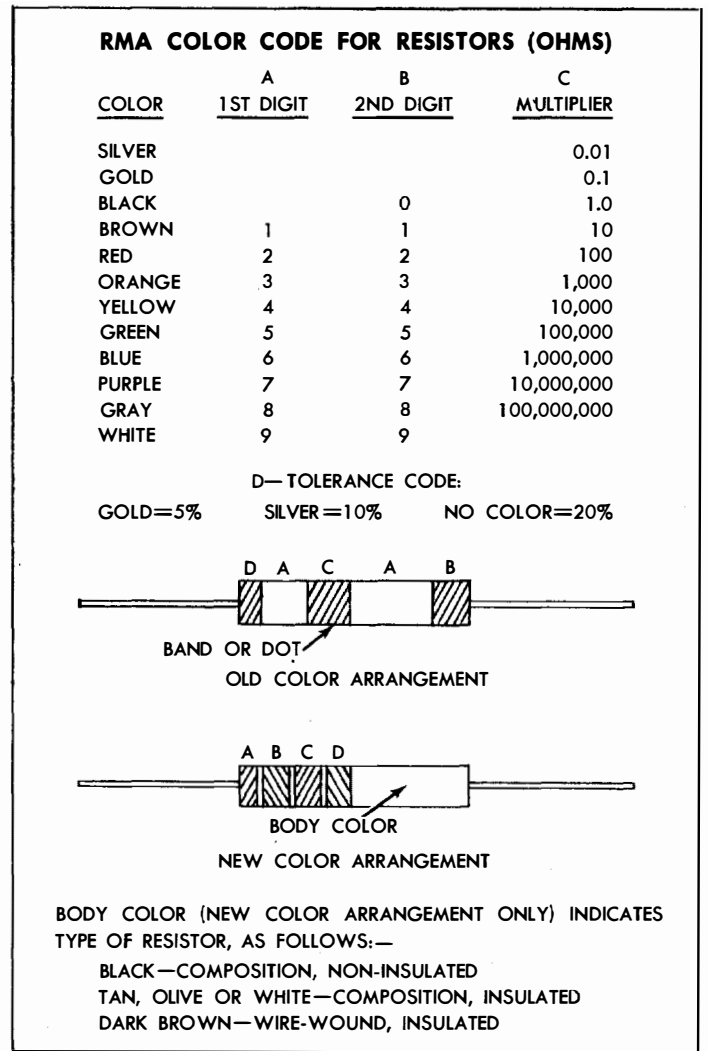 RMA COLOR CODE FOR RESISTORS (OHMS)
A B C
COLOR 1ST DIGIT 2ND DIGIT MULTIPLIER
SILVER 0.01
GOLD 0.1
BLACK 0 1.0
BROWN 1 1 10
RED 2 2 100
ORANGE 3 3 1,000
YELLOW 4 4 10,000
GREEN 5 5 100,000
BLUE 6 6 1,000,000
PURPLE 7 7 10,000,000
GRAY 8 8 100,000,000
WHITE 9 9
D—TOLERANCE CODE:
GOLD=5% SILVER=10% NO COLOR=20%
D A C A B
BAND OR DOT
OLD COLOR ARRANGEMENT
A B C D
BODY COLOR
NEW COLOR ARRANGEMENT
BODY COLOR (NEW COLOR ARRANGEMENT ONLY) INDICATES
TYPE OF RESISTOR, AS FOLLOWS:—
BLACK—COMPOSITION, NON-INSULATED
TAN, OLIVE OR WHITE—COMPOSITION, INSULATED
DARK BROWN—WIRE-WOUND, INSULATED